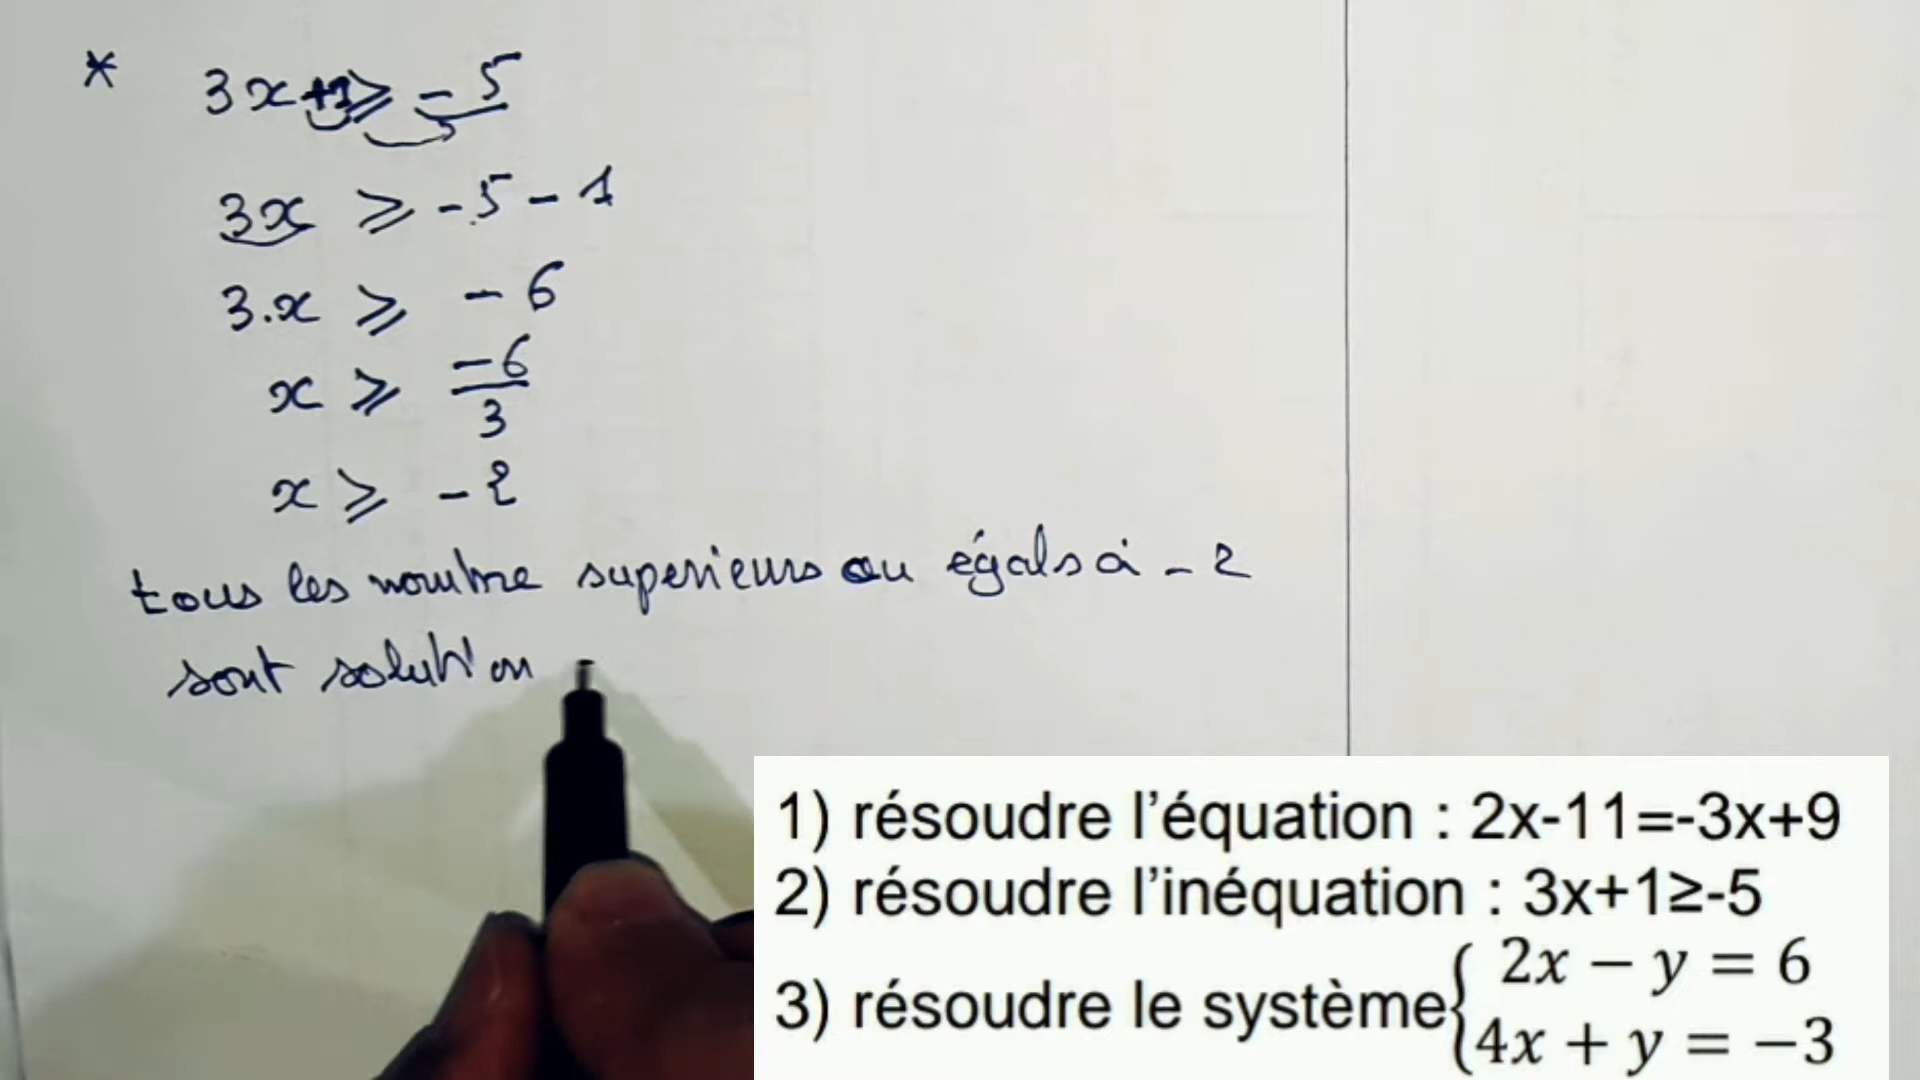 * 3x+1 ⩾ -5
3x ⩾ -5 - 1
3.x ⩾ -6
x ⩾ -6/3
x ⩾ -2
tous les nombre superieurs ou égals à -2
sont solution
1) résoudre l’équation : 2x-11=-3x+9
2) résoudre l’inéquation : 3x+1≥-5
3) résoudre le système { 2x − y = 6
4x + y = −3